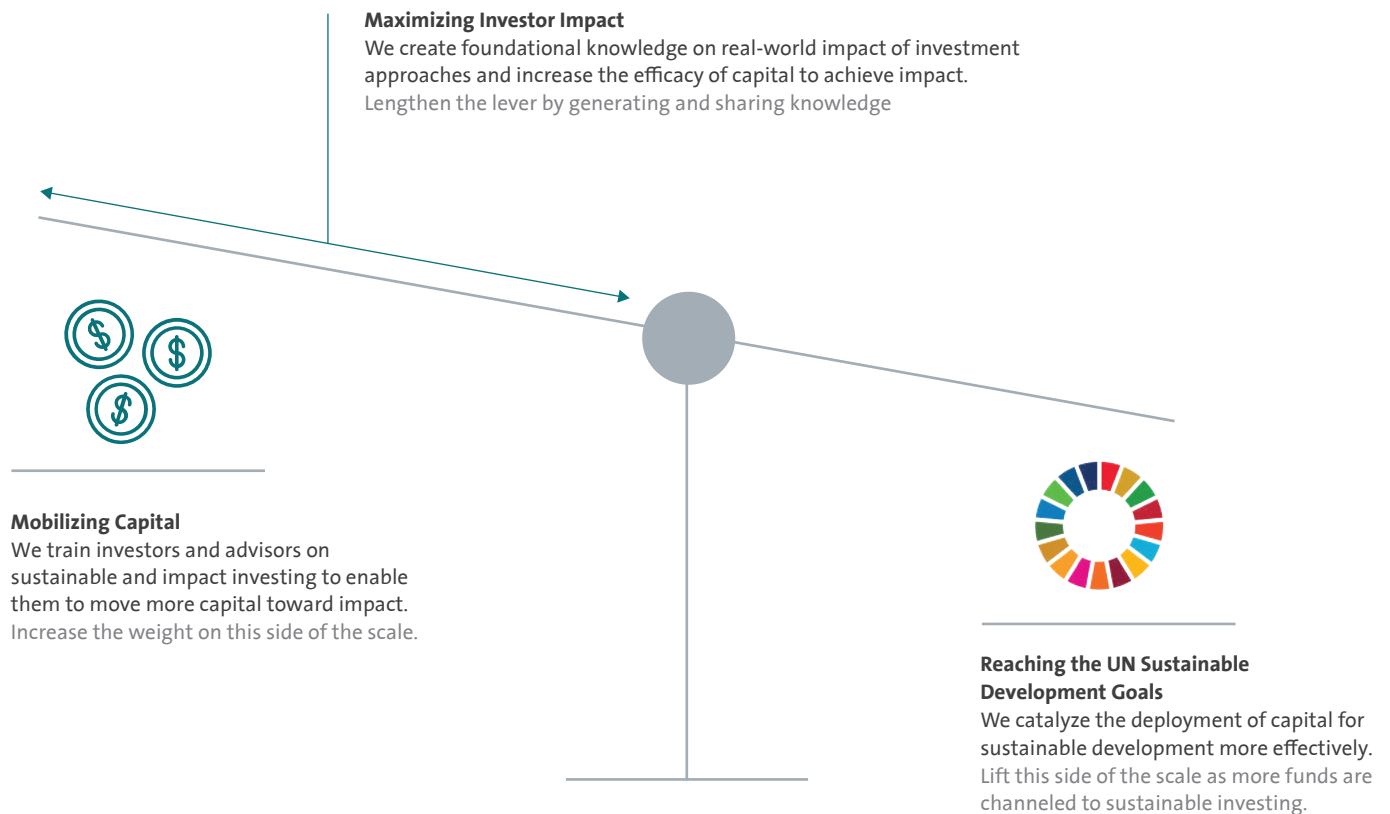 Maximizing Investor Impact
We create foundational knowledge on real-world impact of investment
approaches and increase the efficacy of capital to achieve impact.
Lengthen the lever by generating and sharing knowledge
$
$
$
Mobilizing Capital
We train investors and advisors on
sustainable and impact investing to enable
them to move more capital toward impact.
Increase the weight on this side of the scale.
Reaching the UN Sustainable
Development Goals
We catalyze the deployment of capital for
sustainable development more effectively.
Lift this side of the scale as more funds are
channeled to sustainable investing.